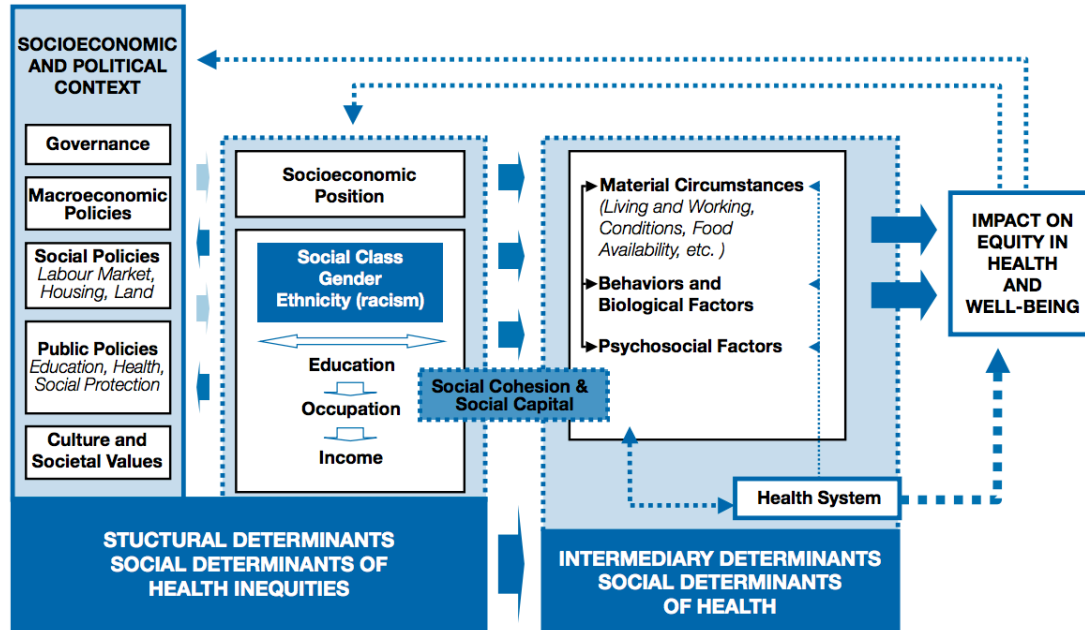 SOCIOECONOMIC
AND POLITICAL
CONTEXT
Governance
Macroeconomic
Policies
Social Policies
Labour Market,
Housing, Land
Public Policies
Education, Health,
Social Protection
Culture and
Societal Values
Socioeconomic
Position
Social Class
Gender
Ethnicity (racism)
Education
Occupation
Income
Social Cohesion &
Social Capital
Material Circumstances
(Living and Working,
Conditions, Food
Availability, etc. )
Behaviors and
Biological Factors
Psychosocial Factors
Health System
IMPACT ON
EQUITY IN
HEALTH
AND
WELL-BEING
STUCTURAL DETERMINANTS
SOCIAL DETERMINANTS OF
HEALTH INEQUITIES
INTERMEDIARY DETERMINANTS
SOCIAL DETERMINANTS
OF HEALTH